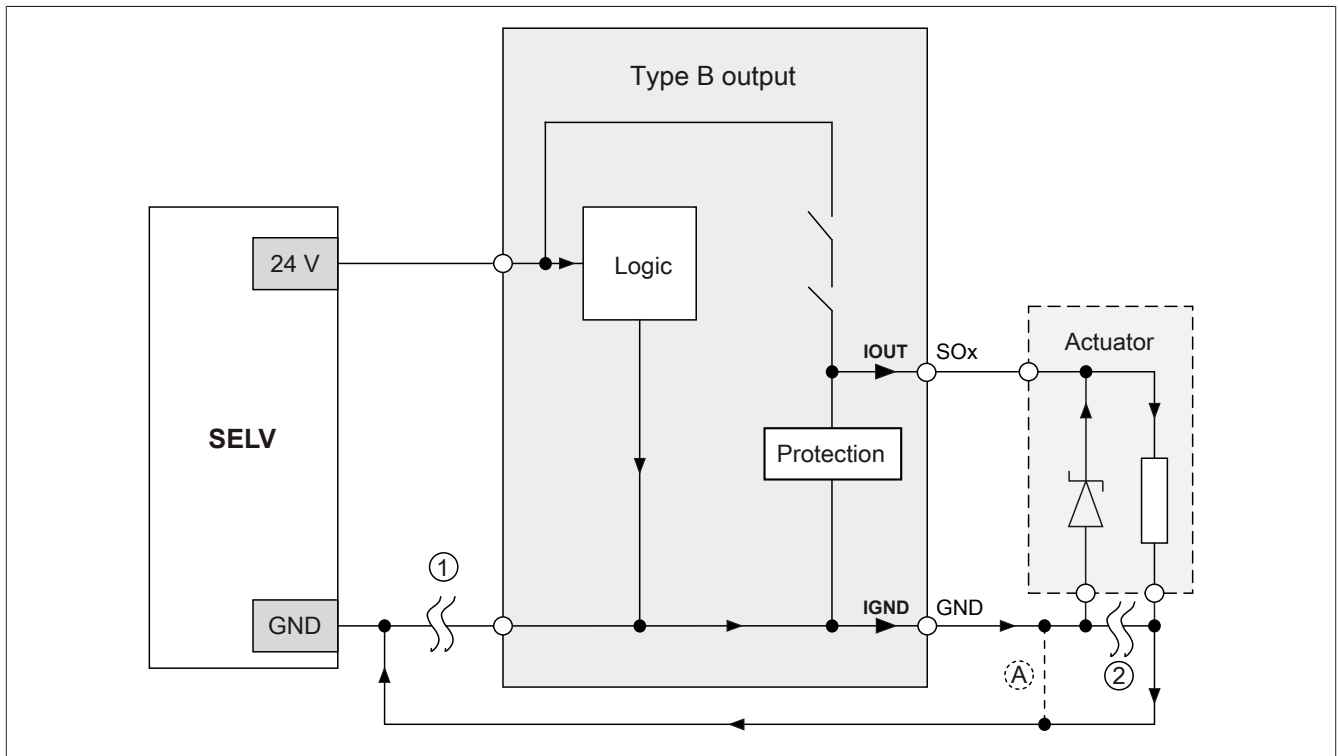 Type B output
24 V
Logic
IOUT
SOx
Actuator
SELV
Protection
1
GND
IGND
GND
A
2